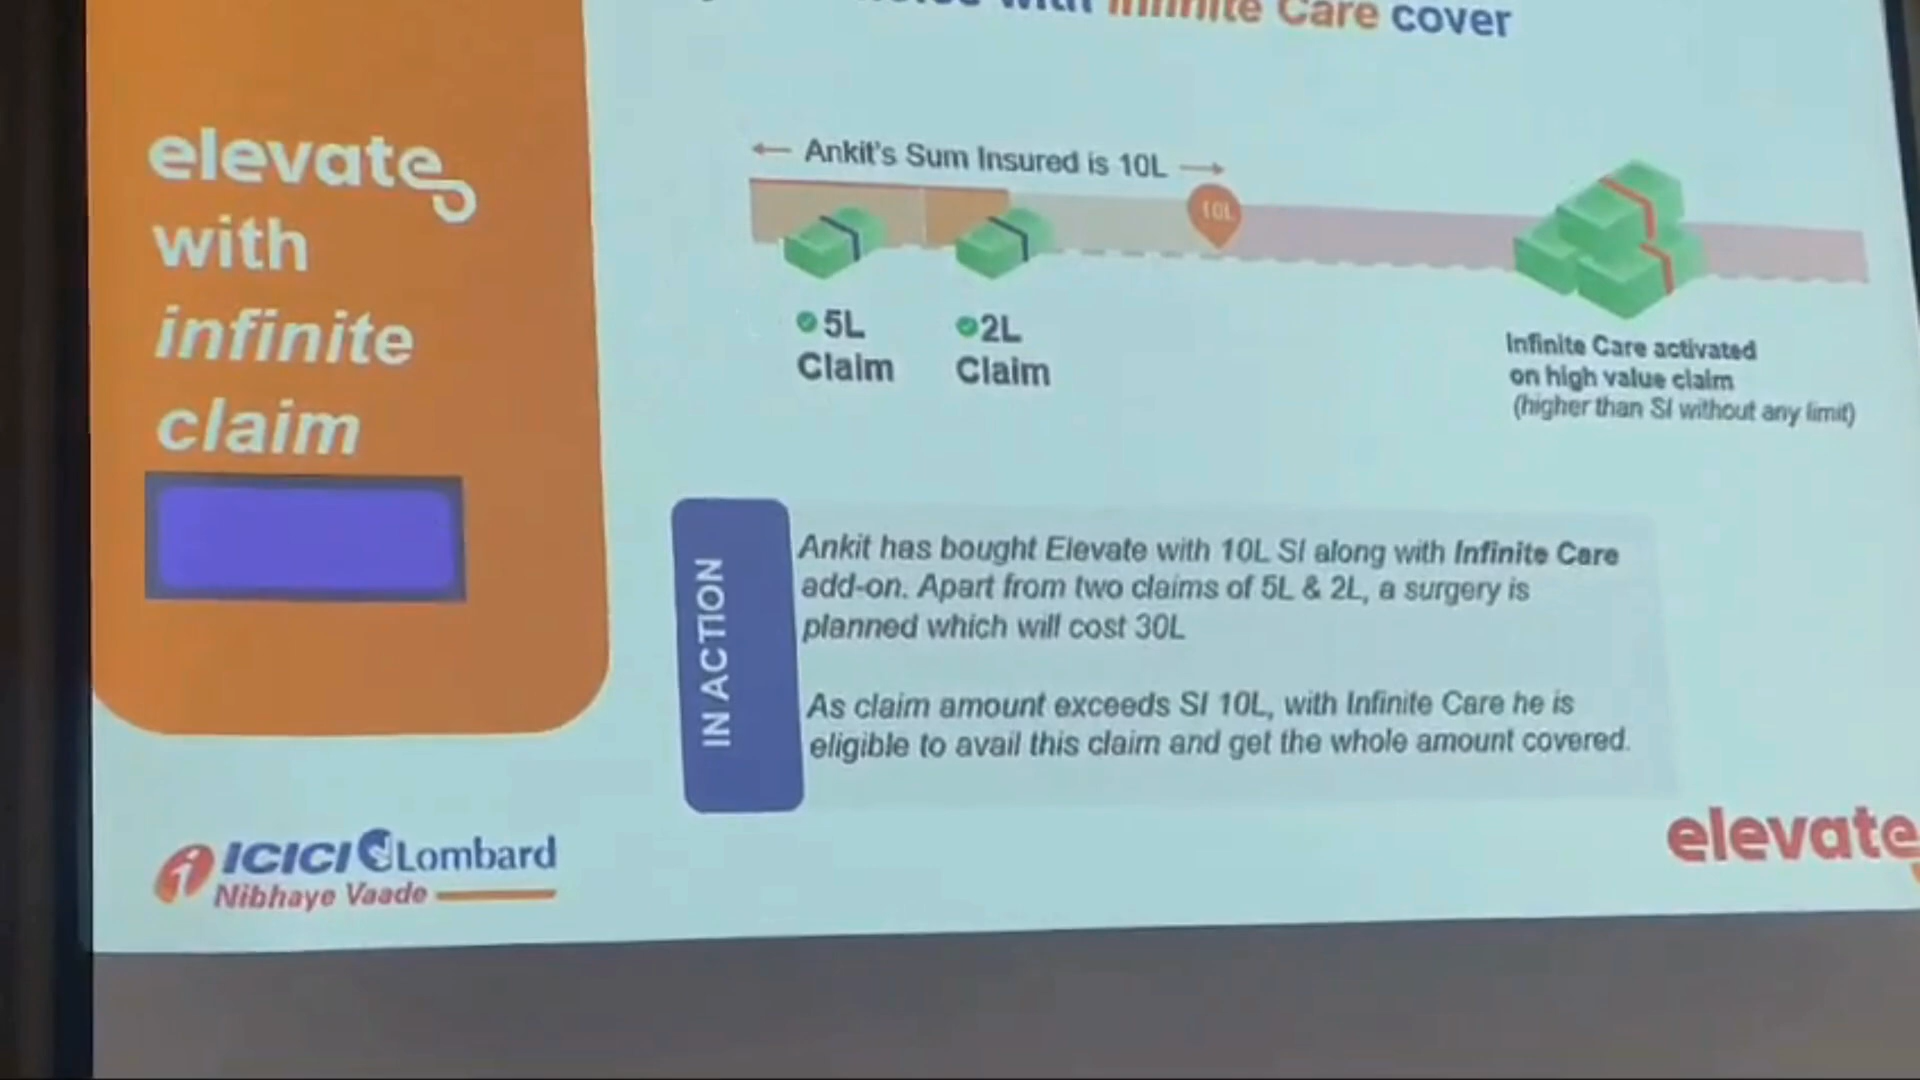 with Infinite Care cover
elevate
with
infinite
claim
← Ankit's Sum Insured is 10L →
10L
5L
Claim
2L
Claim
Infinite Care activated
on high value claim
(higher than SI without any limit)
IN ACTION
Ankit has bought Elevate with 10L SI along with Infinite Care
add-on. Apart from two claims of 5L & 2L, a surgery is
planned which will cost 30L
As claim amount exceeds SI 10L, with Infinite Care he is
eligible to avail this claim and get the whole amount covered.
ICICI Lombard
Nibhaye Vaade
elevate